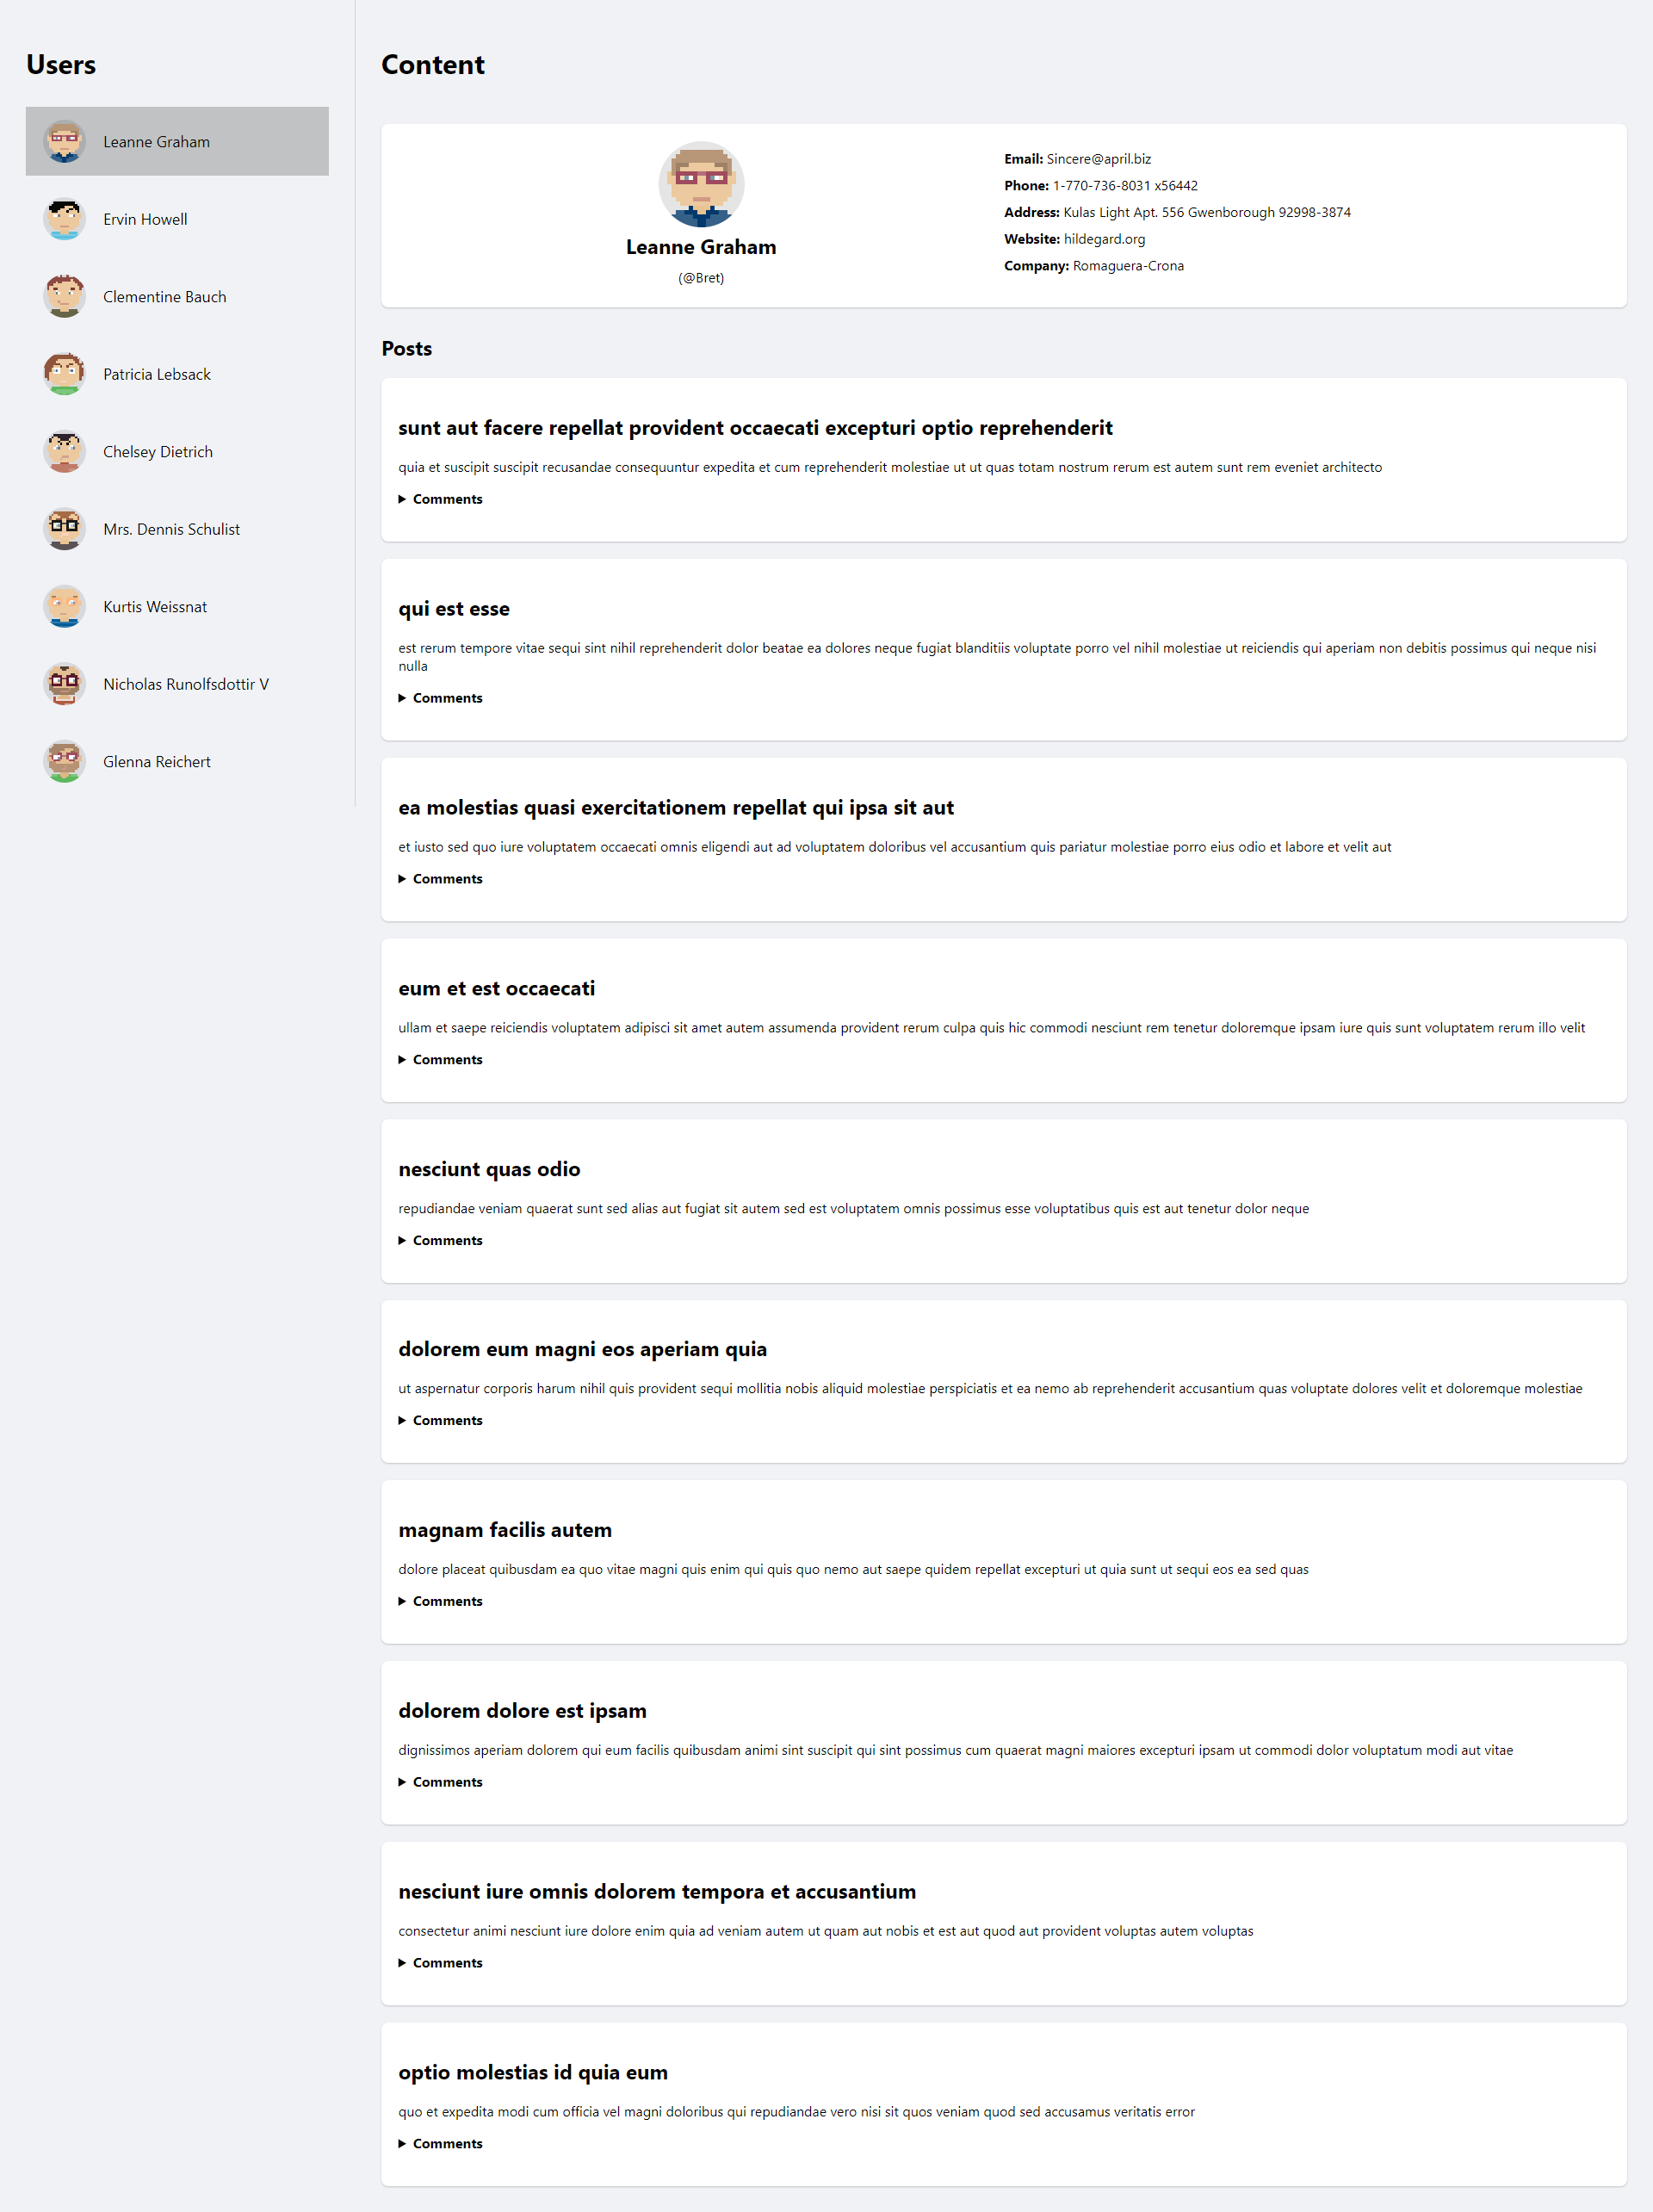 Users
Leanne Graham
Ervin Howell
Clementine Bauch
Patricia Lebsack
Chelsey Dietrich
Mrs. Dennis Schulist
Kurtis Weissnat
Nicholas Runolfsdottir V
Glenna Reichert
Content
Leanne Graham
(@Bret)
Email: Sincere@april.biz
Phone: 1-770-736-8031 x56442
Address: Kulas Light Apt. 556 Gwenborough 92998-3874
Website: hildegard.org
Company: Romaguera-Crona
Posts
sunt aut facere repellat provident occaecati excepturi optio reprehenderit
quia et suscipit suscipit recusandae consequuntur expedita et cum reprehenderit molestiae ut ut quas totam nostrum rerum est autem sunt rem eveniet architecto
Comments
qui est esse
est rerum tempore vitae sequi sint nihil reprehenderit dolor beatae ea dolores neque fugiat blanditiis voluptate porro vel nihil molestiae ut reiciendis qui aperiam non debitis possimus qui neque nisi
nulla
Comments
ea molestias quasi exercitationem repellat qui ipsa sit aut
et iusto sed quo iure voluptatem occaecati omnis eligendi aut ad voluptatem doloribus vel accusantium quis pariatur molestiae porro eius odio et labore et velit aut
Comments
eum et est occaecati
ullam et saepe reiciendis voluptatem adipisci sit amet autem assumenda provident rerum culpa quis hic commodi nesciunt rem tenetur doloremque ipsam iure quis sunt voluptatem rerum illo velit
Comments
nesciunt quas odio
repudiandae veniam quaerat sunt sed alias aut fugiat sit autem sed est voluptatem omnis possimus esse voluptatibus quis est aut tenetur dolor neque
Comments
dolorem eum magni eos aperiam quia
ut aspernatur corporis harum nihil quis provident sequi mollitia nobis aliquid molestiae perspiciatis et ea nemo ab reprehenderit accusantium quas voluptate dolores velit et doloremque molestiae
Comments
magnam facilis autem
dolore placeat quibusdam ea quo vitae magni quis enim qui quis quo nemo aut saepe quidem repellat excepturi ut quia sunt ut sequi eos ea sed quas
Comments
dolorem dolore est ipsam
dignissimos aperiam dolorem qui eum facilis quibusdam animi sint suscipit qui sint possimus cum quaerat magni maiores excepturi ipsam ut commodi dolor voluptatum modi aut vitae
Comments
nesciunt iure omnis dolorem tempora et accusantium
consectetur animi nesciunt iure dolore enim quia ad veniam autem ut quam aut nobis et est aut quod aut provident voluptas autem voluptas
Comments
optio molestias id quia eum
quo et expedita modi cum officia vel magni doloribus qui repudiandae vero nisi sit quos veniam quod sed accusamus veritatis error
Comments